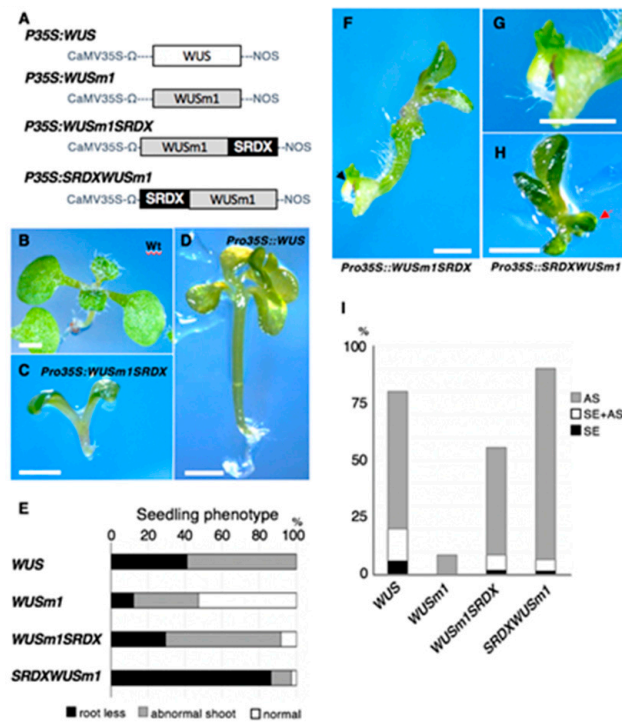 A
P35S:WUS
CaMV35S-Ω---- WUS ----NOS
P35S:WUSm1
CaMV35S-Ω---- WUSm1 ----NOS
P35S:WUSm1SRDX
CaMV35S-Ω-- WUSm1 SRDX --NOS
P35S:SRDXWUSm1
CaMV35S-Ω-- SRDX WUSm1 --NOS
B Wt
C Pro35S:WUSm1SRDX
D Pro35S::WUS
E
Seedling phenotype
%
0 20 40 60 80 100
WUS
WUSm1
WUSm1SRDX
SRDXWUSm1
root less abnormal shoot normal
F
Pro35S::WUSm1SRDX
G
H
Pro35S::SRDXWUSm1
I
%
100
75
50
25
0
AS
SE+AS
SE
WUS
WUSm1
WUSm1SRDX
SRDXWUSm1